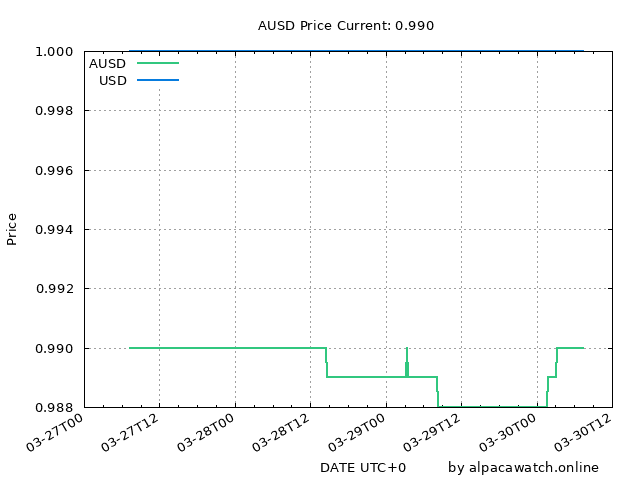 AUSD Price Current: 0.990
1.000
AUSD
USD
0.998
0.996
0.994
Price
0.992
0.990
0.988
03-27T00
03-27T12
03-28T00
03-28T12
03-29T00
03-29T12
03-30T00
03-30T12
DATE UTC+0
by alpacawatch.online